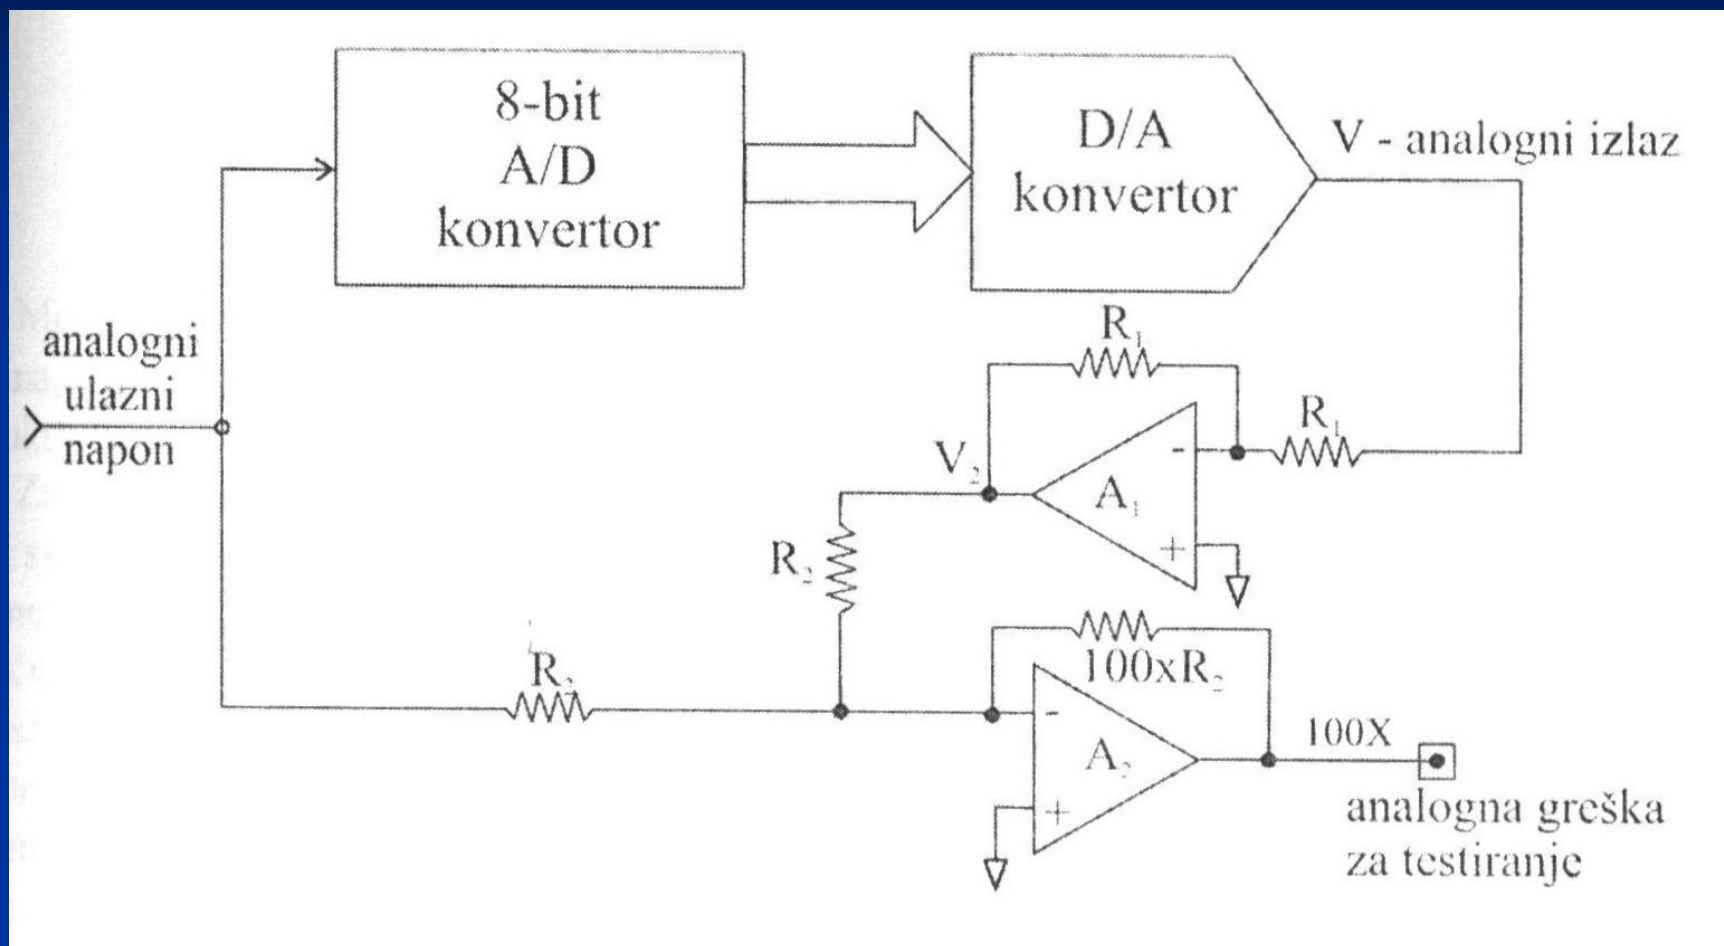 8-bit
A/D
konvertor
D/A
konvertor
V - analogni izlaz
analogni
ulazni
napon
R₁
R₁
-
A₁
+
V₂
R₂
R₂
100xR₂
-
A₂
+
100X
analogna greška
za testiranje